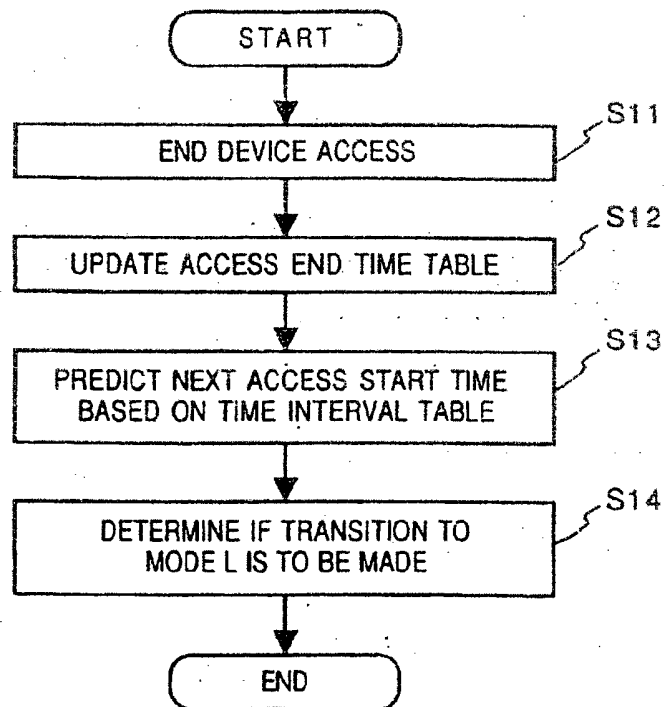 START
S11
END DEVICE ACCESS
S12
UPDATE ACCESS END TIME TABLE
S13
PREDICT NEXT ACCESS START TIME
BASED ON TIME INTERVAL TABLE
S14
DETERMINE IF TRANSITION TO
MODE L IS TO BE MADE
END